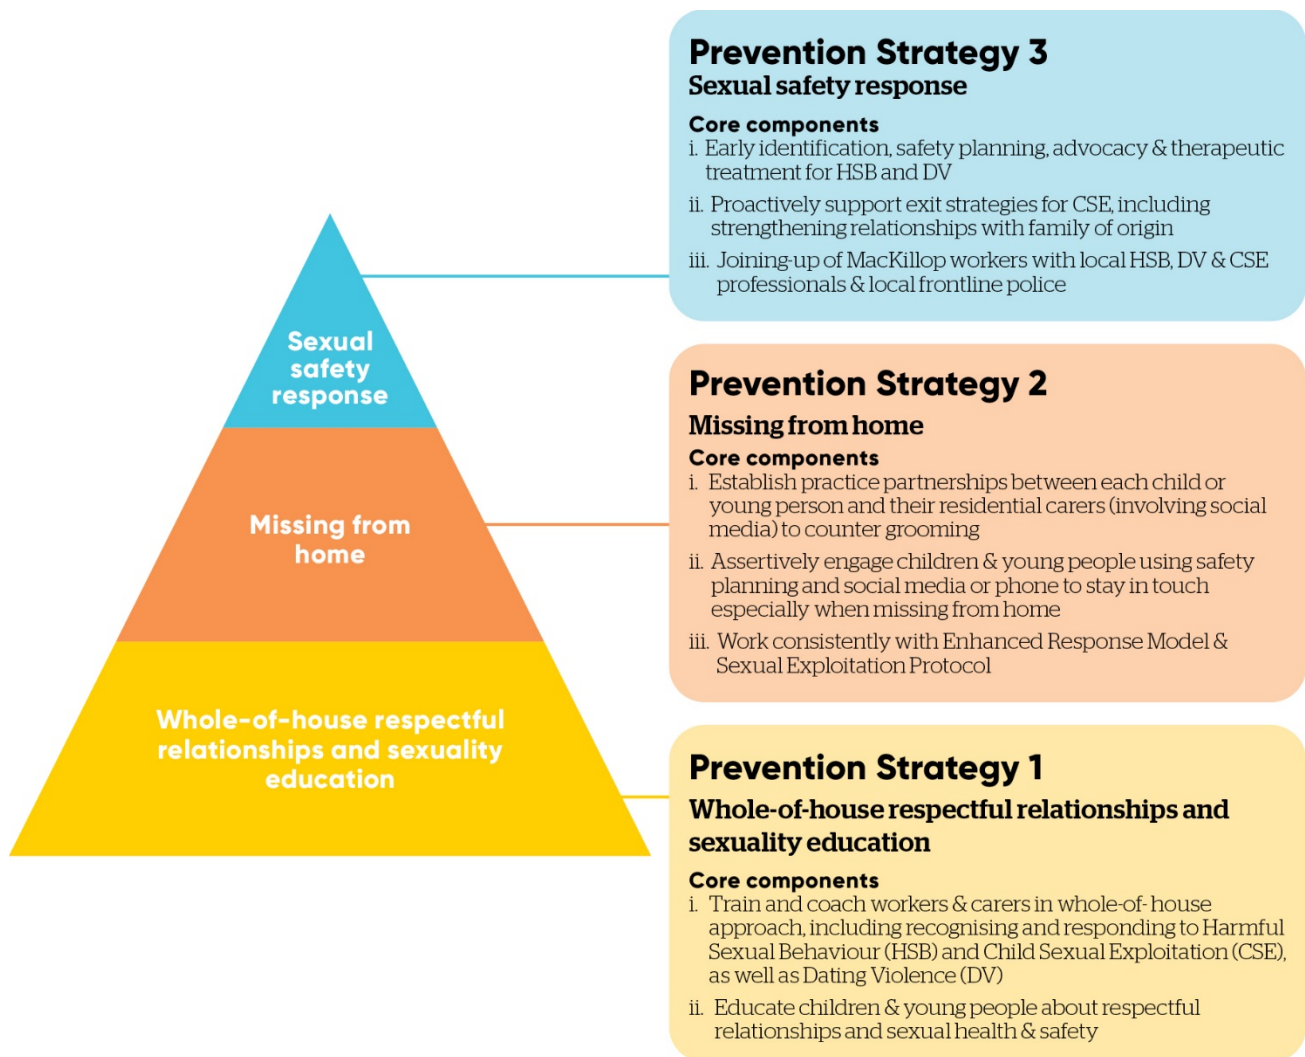 Prevention Strategy 3
Sexual safety response
Core components
i. Early identification, safety planning, advocacy & therapeutic
treatment for HSB and DV
ii. Proactively support exit strategies for CSE, including
strengthening relationships with family of origin
iii. Joining-up of MacKillop workers with local HSB, DV & CSE
professionals & local frontline police
Sexual
safety
response
Prevention Strategy 2
Missing from home
Core components
i. Establish practice partnerships between each child or
young person and their residential carers (involving social
media) to counter grooming
ii. Assertively engage children & young people using safety
planning and social media or phone to stay in touch
especially when missing from home
iii. Work consistently with Enhanced Response Model &
Sexual Exploitation Protocol
Missing from
home
Prevention Strategy 1
Whole-of-house respectful relationships and
sexuality education
Core components
i. Train and coach workers & carers in whole-of- house
approach, including recognising and responding to Harmful
Sexual Behaviour (HSB) and Child Sexual Exploitation (CSE),
as well as Dating Violence (DV)
ii. Educate children & young people about respectful
relationships and sexual health & safety
Whole-of-house respectful
relationships and sexuality
education